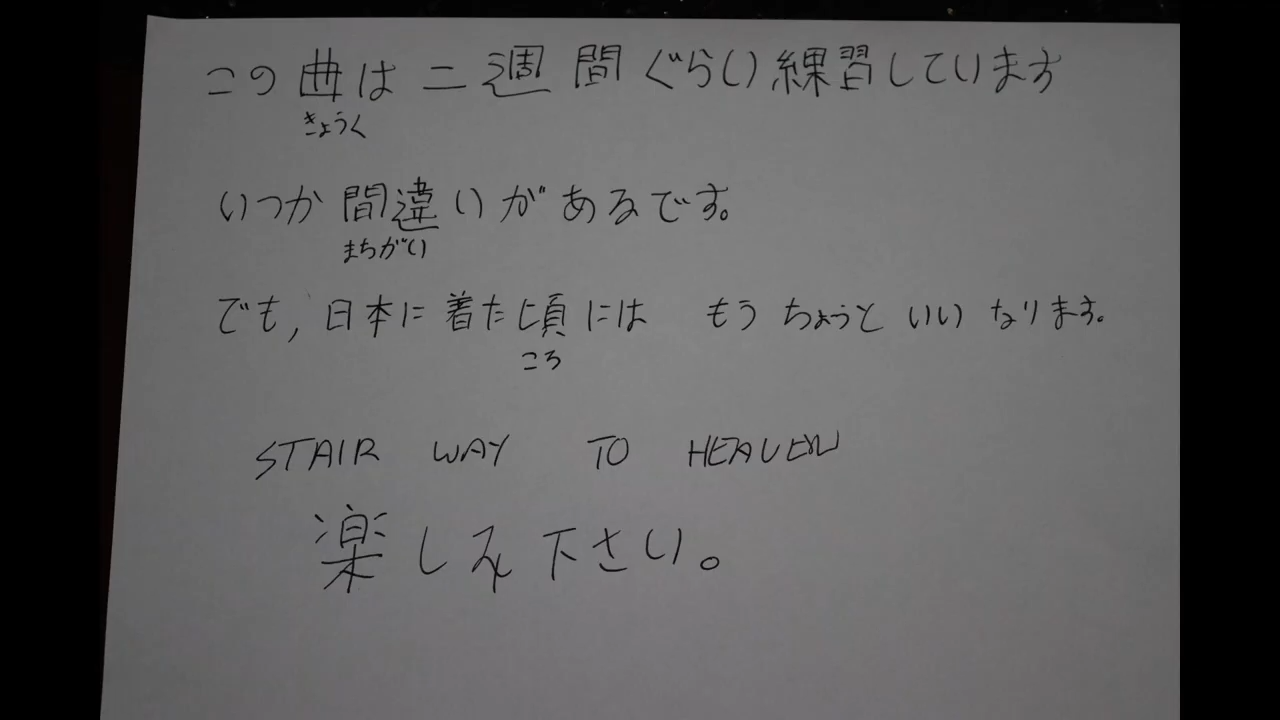 この曲は二週間ぐらい練習しています
きょうく
いつか間違いがあるです。
まちがい
でも, 日本に着た頃には もうちょうと いいなります。
ころ
STAIR WAY TO HEAVEN
楽しみ下さい。